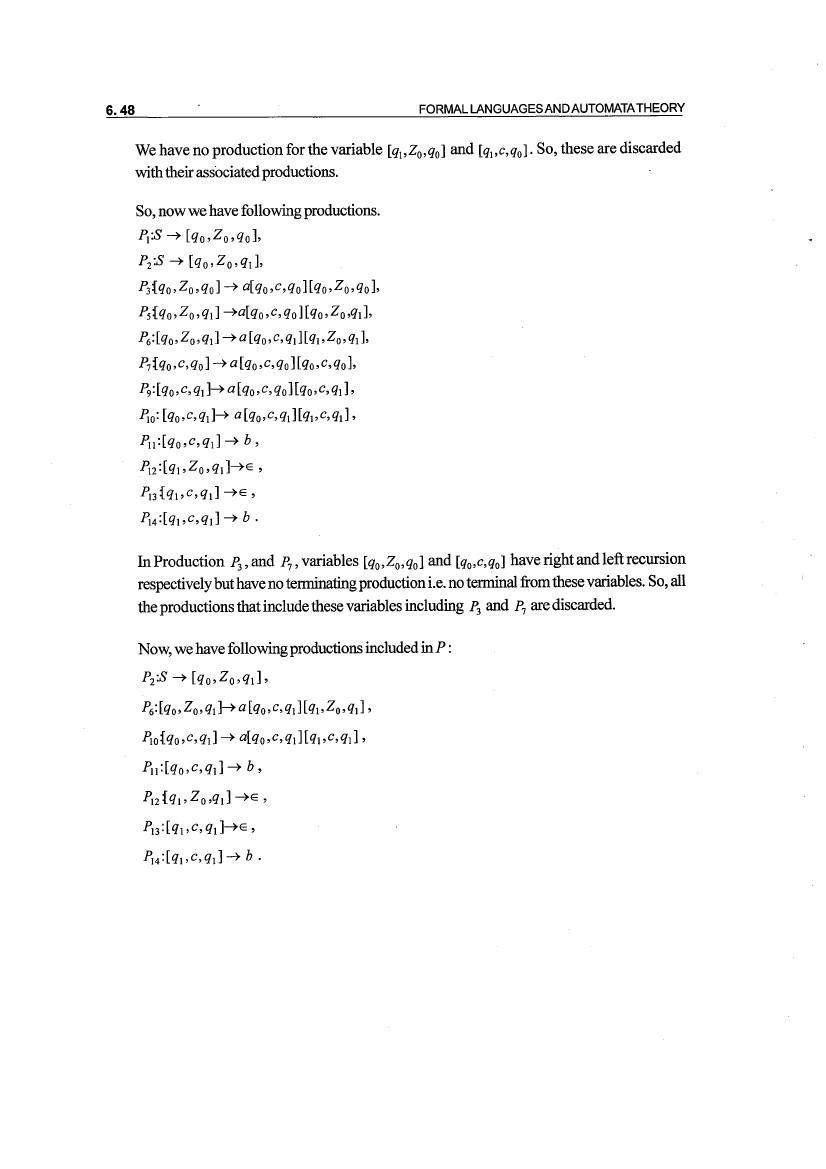 6. 48 FORMAL LANGUAGES AND AUTOMATA THEORY
We have no production for the variable [q₁,Z₀,q₀] and [q₁,c,q₀]. So, these are discarded
with their associated productions.
So, now we have following productions.
P₁:S → [q₀,Z₀,q₀],
P₂:S → [q₀,Z₀,q₁],
P₃:[q₀,Z₀,q₀] → a[q₀,c,q₀][q₀,Z₀,q₀],
P₅:[q₀,Z₀,q₁] →a[q₀,c,q₀][q₀,Z₀,q₁],
P₆:[q₀,Z₀,q₁] → a[q₀,c,q₁][q₁,Z₀,q₁],
P₇:[q₀,c,q₀] → a[q₀,c,q₀][q₀,c,q₀],
P₉:[q₀,c,q₁]→ a[q₀,c,q₀][q₀,c,q₁],
P₁₀: [q₀,c,q₁]→ a[q₀,c,q₁][q₁,c,q₁],
P₁₁:[q₀,c,q₁] → b,
P₁₂:[q₁,Z₀,q₁]→∈,
P₁₃:[q₁,c,q₁] →∈,
P₁₄:[q₁,c,q₁] → b.
In Production P₃, and P₇, variables [q₀,Z₀,q₀] and [q₀,c,q₀] have right and left recursion
respectively but have no terminating production i.e. no terminal from these variables. So, all
the productions that include these variables including P₃ and P₇ are discarded.
Now, we have following productions included in P :
P₂:S → [q₀,Z₀,q₁],
P₆:[q₀,Z₀,q₁]→ a[q₀,c,q₁][q₁,Z₀,q₁],
P₁₀:[q₀,c,q₁] → a[q₀,c,q₁][q₁,c,q₁],
P₁₁:[q₀,c,q₁] → b,
P₁₂:[q₁,Z₀,q₁] →∈,
P₁₃:[q₁,c,q₁]→∈,
P₁₄:[q₁,c,q₁] → b.